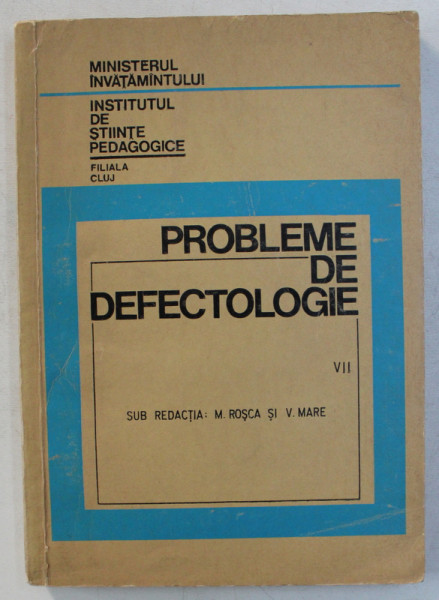 MINISTERUL
ÎNVĂȚĂMÎNTULUI
INSTITUTUL
DE
ȘTIINȚE
PEDAGOGICE
FILIALA
CLUJ
PROBLEME
DE
DEFECTOLOGIE
VII
SUB REDACȚIA: M. ROȘCA ȘI V. MARE